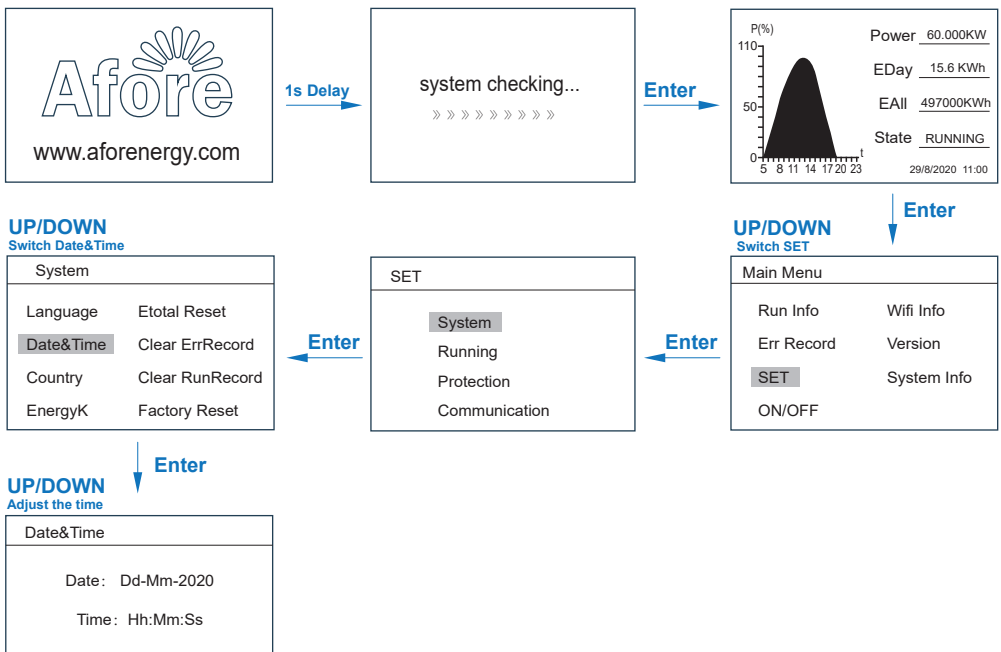 Afore
www.aforenergy.com
1s Delay
system checking...
» » » » » » » » »
Enter
P(%)
110
50
0
5 8 11 14 17 20 23
t
Power 60.000KW
EDay 15.6 KWh
EAll 497000KWh
State RUNNING
29/8/2020 11:00
Enter
UP/DOWN
Switch SET
Main Menu
Run Info Wifi Info
Err Record Version
SET System Info
ON/OFF
Enter
SET
System
Running
Protection
Communication
Enter
UP/DOWN
Switch Date&Time
System
Language Etotal Reset
Date&Time Clear ErrRecord
Country Clear RunRecord
EnergyK Factory Reset
Enter
UP/DOWN
Adjust the time
Date&Time
Date: Dd-Mm-2020
Time: Hh:Mm:Ss